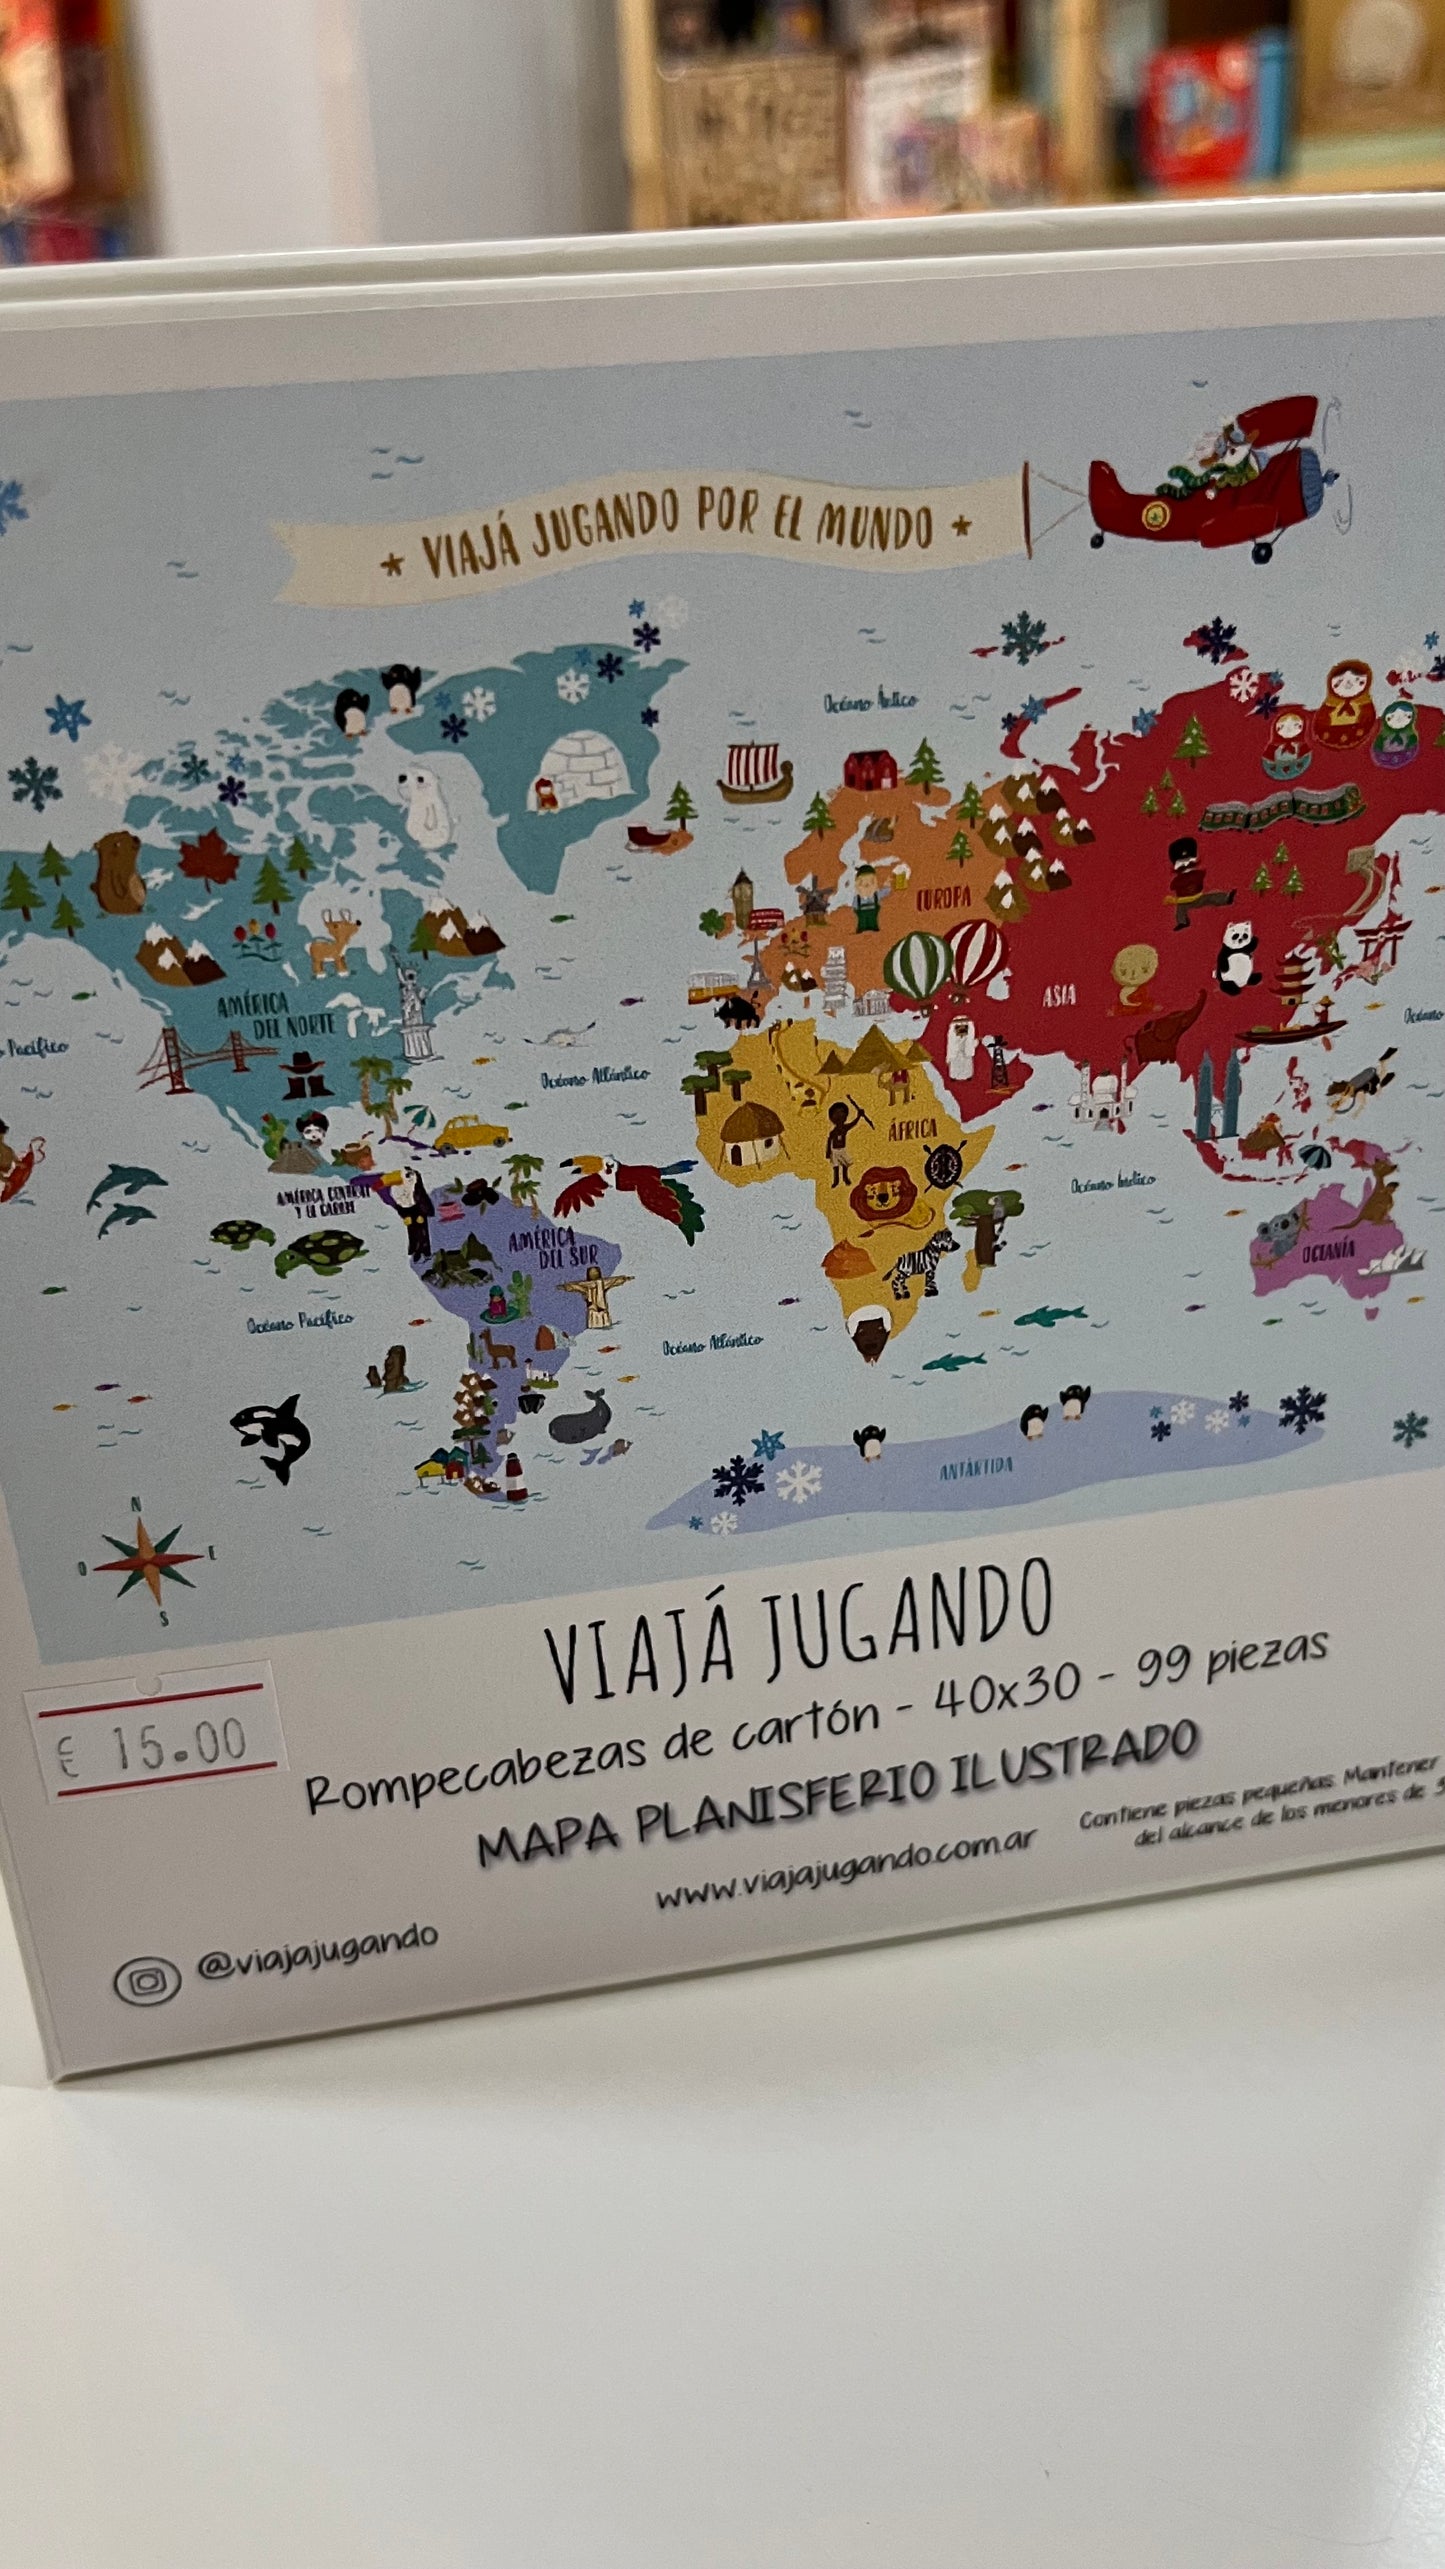 VIAJÁ JUGANDO POR EL MUNDO
Océano Ártico
EUROPA
AMÉRICA
DEL NORTE
ASIA
Pacífico
Océano
Océano Atlántico
ÁFRICA
AMÉRICA CENTRAL
Y EL CARIBE
Océano Índico
AMÉRICA
DEL SUR
OCEANÍA
Océano Pacífico
Océano Atlántico
ANTÁRTIDA
N
O E
S
VIAJÁ JUGANDO
€ 15.00
Rompecabezas de cartón - 40x30 - 99 piezas
MAPA PLANISFERIO ILUSTRADO
Contiene piezas pequeñas. Mantener
del alcance de los menores de 3
www.viajajugando.com.ar
@viajajugando